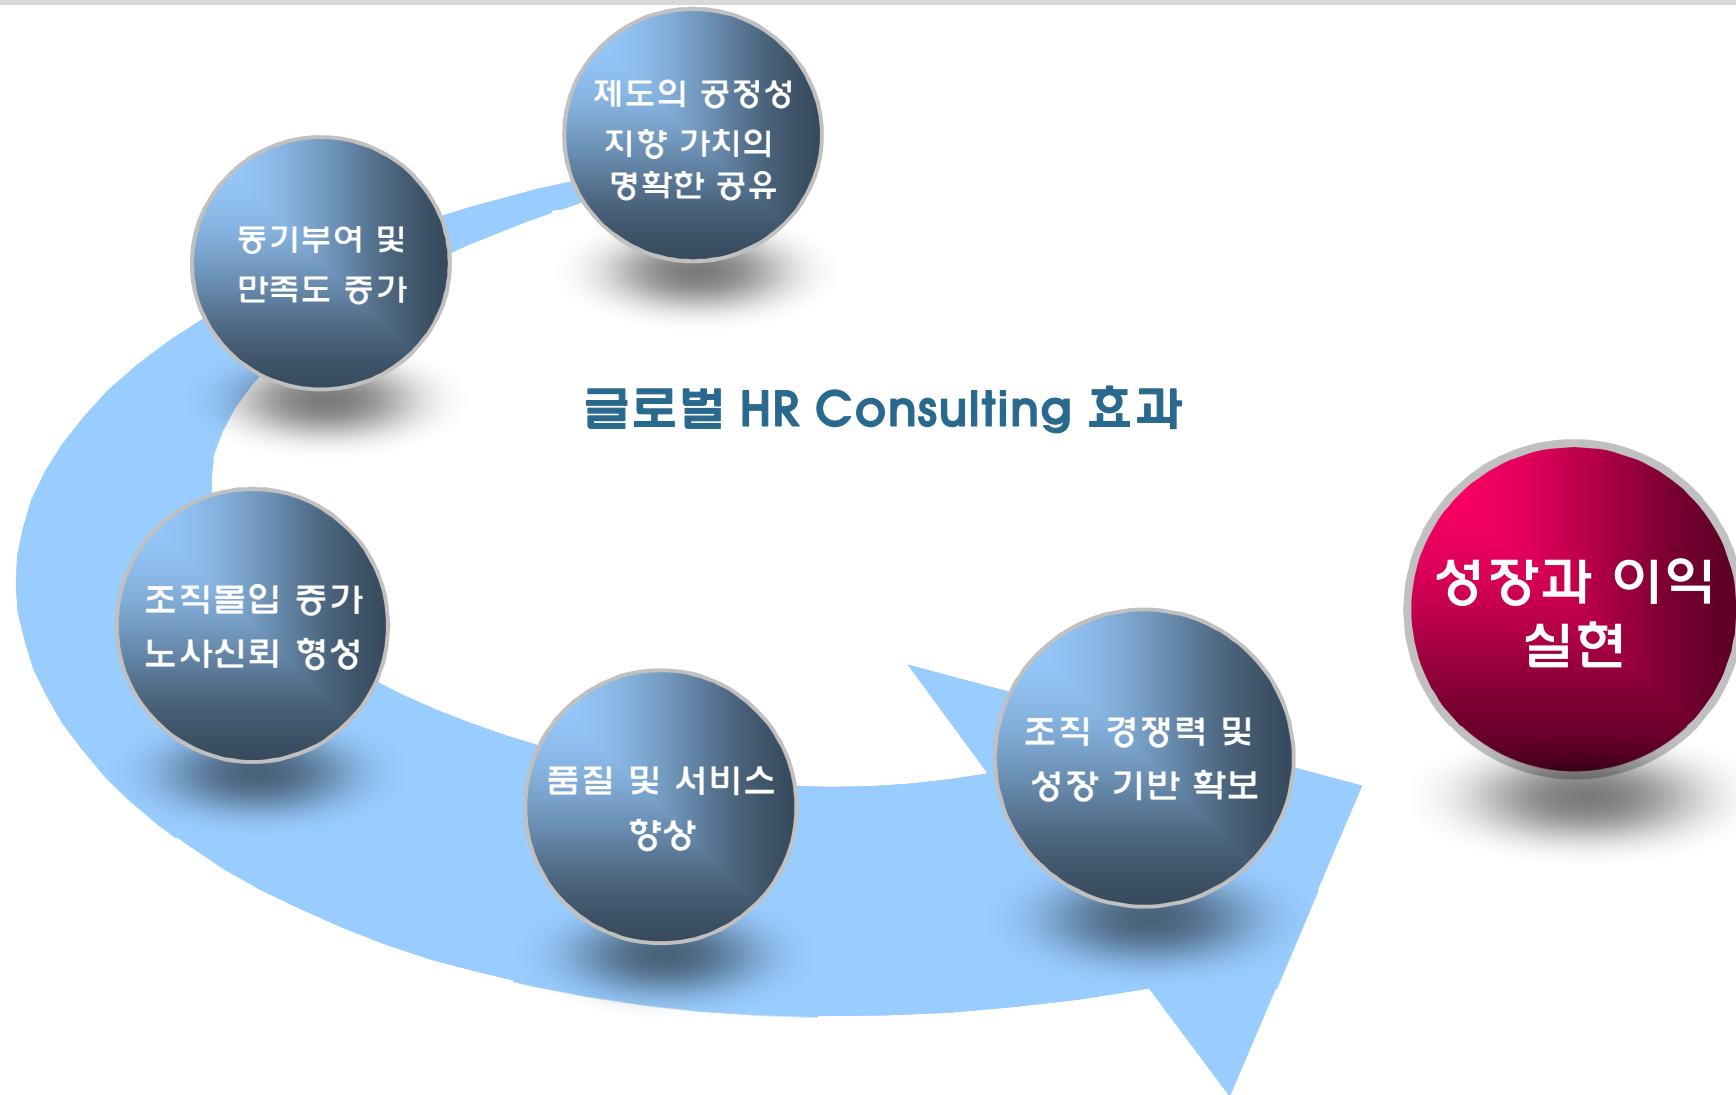 제도의 공정성
지향 가치의
명확한 공유
동기부여 및
만족도 증가
글로벌 HR Consulting 효과
조직몰입 증가
노사신뢰 형성
품질 및 서비스
향상
조직 경쟁력 및
성장 기반 확보
성장과 이익
실현